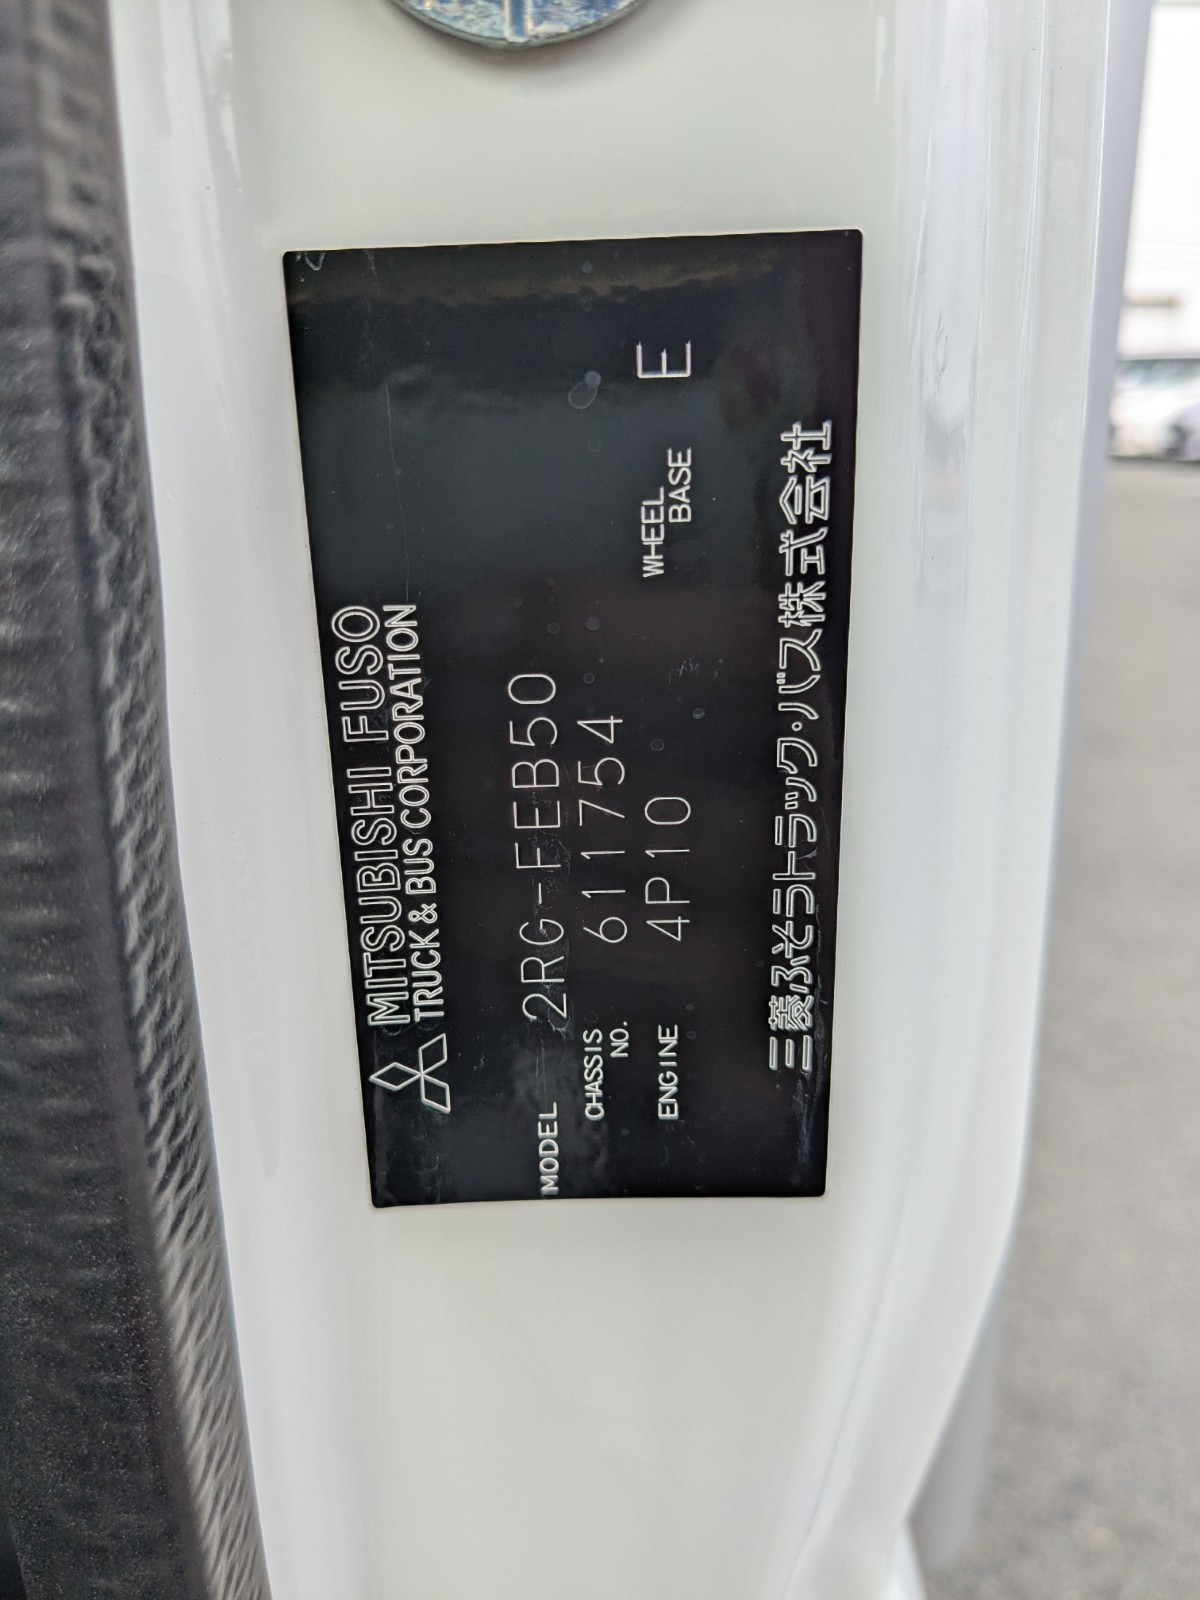 MITSUBISHI FUSO
TRUCK & BUS CORPORATION
MODEL 2RG-FEB50
CHASSIS NO. 611754
ENGINE 4P10 WHEEL BASE E
三菱ふそうトラック・バス株式会社